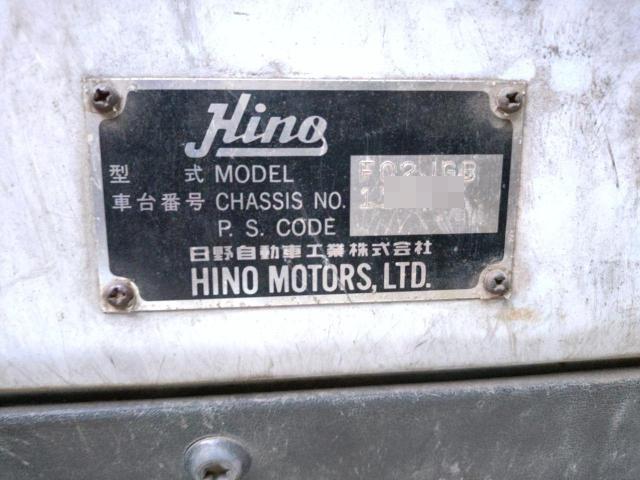 Hino
型 式 MODEL
車台番号 CHASSIS NO.
P. S. CODE
日野自動車工業株式会社
HINO MOTORS, LTD.